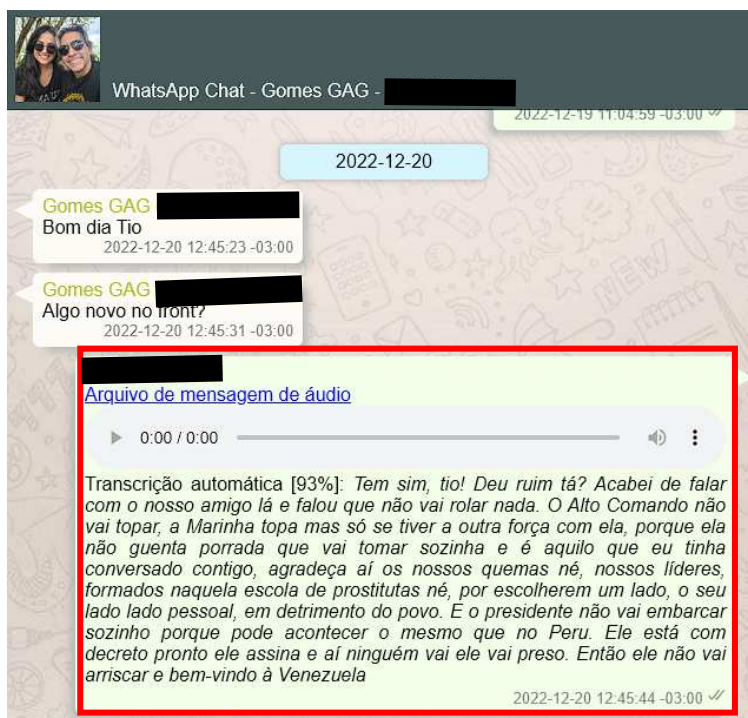 WhatsApp Chat - Gomes GAG -
2022-12-19 11:04:59 -03:00
2022-12-20
Gomes GAG
Bom dia Tio
2022-12-20 12:45:23 -03:00
Gomes GAG
Algo novo no front?
2022-12-20 12:45:31 -03:00
Arquivo de mensagem de áudio
0:00 / 0:00
Transcrição automática [93%]: Tem sim, tio! Deu ruim tá? Acabei de falar
com o nosso amigo lá e falou que não vai rolar nada. O Alto Comando não
vai topar, a Marinha topa mas só se tiver a outra força com ela, porque ela
não guenta porrada que vai tomar sozinha e é aquilo que eu tinha
conversado contigo, agradeça aí os nossos quemas né, nossos líderes,
formados naquela escola de prostitutas né, por escolherem um lado, o seu
lado lado pessoal, em detrimento do povo. E o presidente não vai embarcar
sozinho porque pode acontecer o mesmo que no Peru. Ele está com
decreto pronto ele assina e aí ninguém vai ele vai preso. Então ele não vai
arriscar e bem-vindo à Venezuela
2022-12-20 12:45:44 -03:00